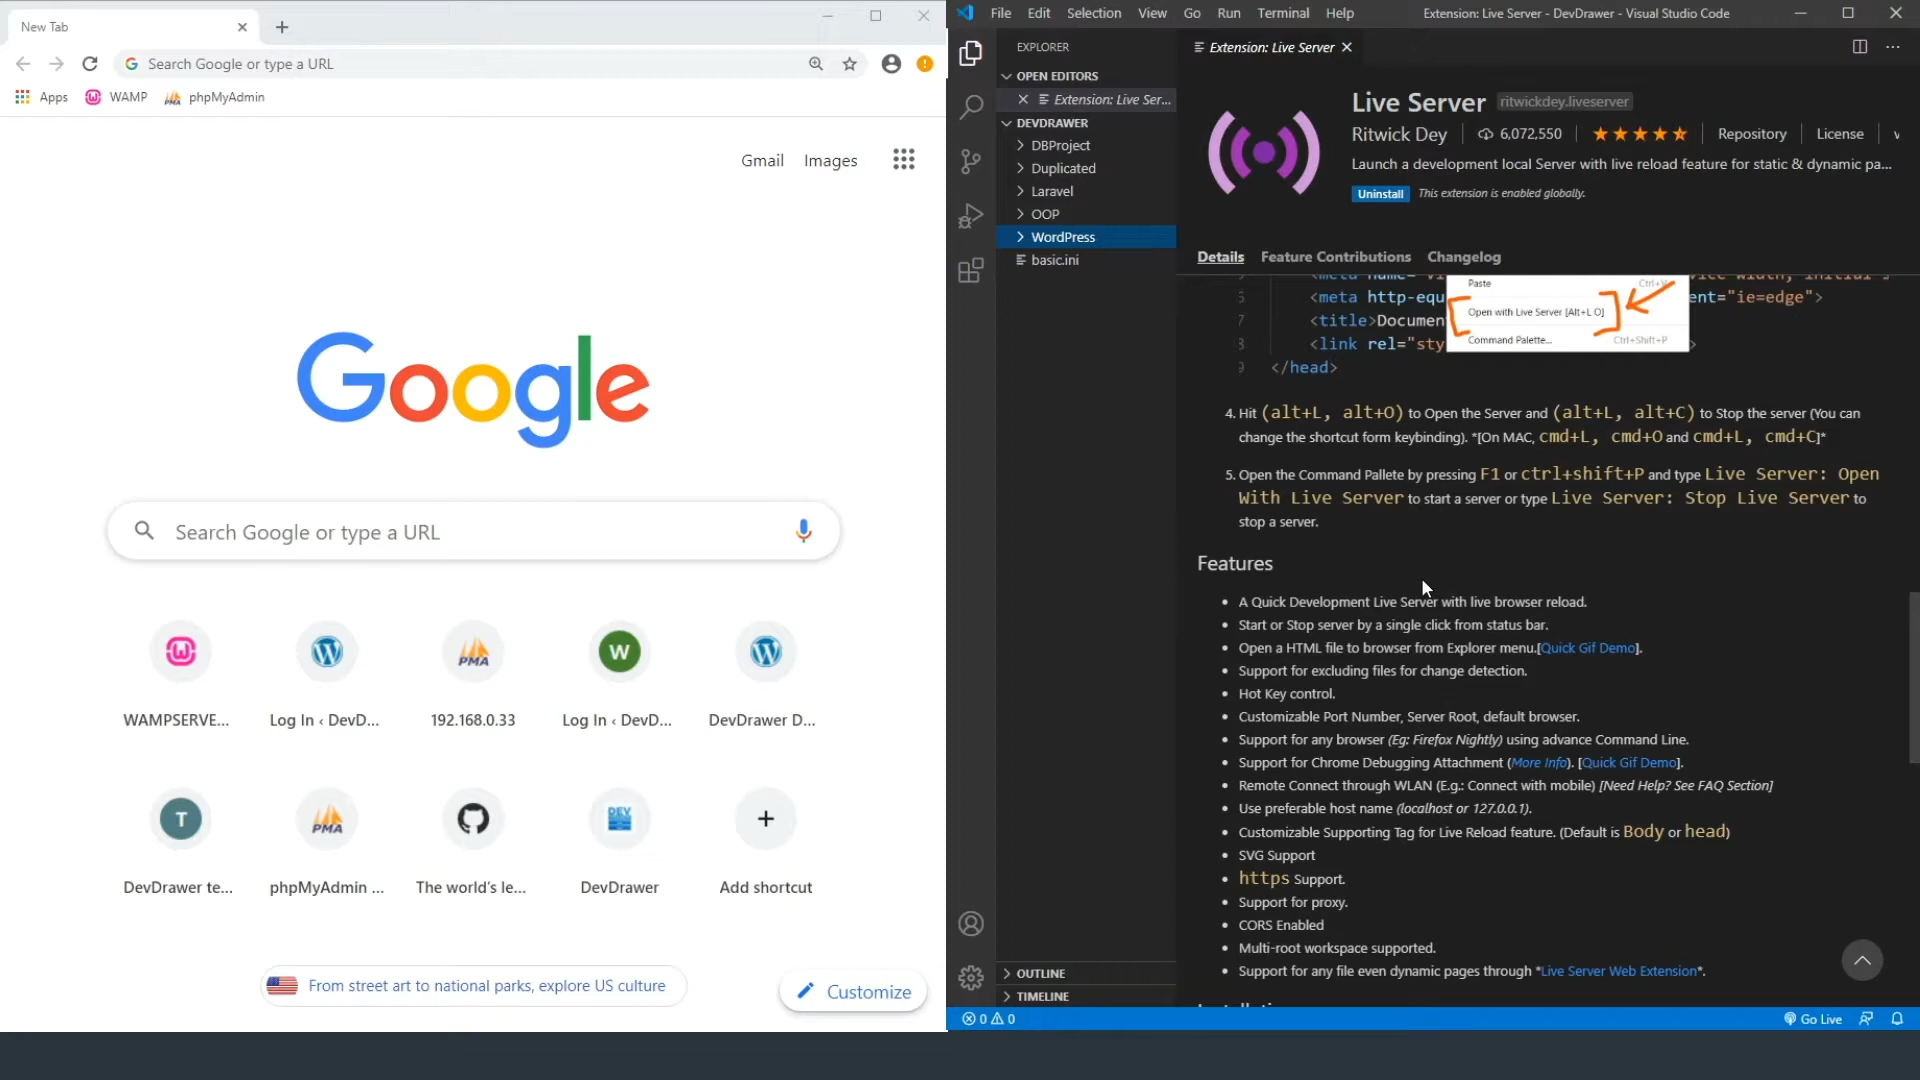 New Tab
Search Google or type a URL
Apps
WAMP
phpMyAdmin
Gmail
Images
Google
Search Google or type a URL
WAMPSERVE...
Log In ‹ DevD...
PMA
192.168.0.33
W
Log In ‹ DevD...
DevDrawer D...
T
DevDrawer te...
PMA
phpMyAdmin ...
The world's le...
DEV
DevDrawer
Add shortcut
From street art to national parks, explore US culture
Customize
File Edit Selection View Go Run Terminal Help
Extension: Live Server - DevDrawer - Visual Studio Code
EXPLORER
OPEN EDITORS
Extension: Live Ser...
DEVDRAWER
DBProject
Duplicated
Laravel
OOP
WordPress
basic.ini
OUTLINE
TIMELINE
Extension: Live Server
Live Server ritwickdey.liveserver
Ritwick Dey 6,072,550 Repository License
Launch a development local Server with live reload feature for static & dynamic pa...
Uninstall This extension is enabled globally.
Details Feature Contributions Changelog
Paste Ctrl+V
6 <meta http-equ ent="ie=edge">
Open with Live Server [Alt+L O]
7 <title>Documen
Command Palette... Ctrl+Shift+P
8 <link rel="sty >
9 </head>
4. Hit (alt+L, alt+O) to Open the Server and (alt+L, alt+C) to Stop the server (You can
change the shortcut form keybinding). *[On MAC, cmd+L, cmd+O and cmd+L, cmd+C]*
5. Open the Command Pallete by pressing F1 or ctrl+shift+P and type Live Server: Open
With Live Server to start a server or type Live Server: Stop Live Server to
stop a server.
Features
A Quick Development Live Server with live browser reload.
Start or Stop server by a single click from status bar.
Open a HTML file to browser from Explorer menu.[Quick Gif Demo].
Support for excluding files for change detection.
Hot Key control.
Customizable Port Number, Server Root, default browser.
Support for any browser (Eg: Firefox Nightly) using advance Command Line.
Support for Chrome Debugging Attachment (More Info). [Quick Gif Demo].
Remote Connect through WLAN (E.g.: Connect with mobile) [Need Help? See FAQ Section]
Use preferable host name (localhost or 127.0.0.1).
Customizable Supporting Tag for Live Reload feature. (Default is Body or head)
SVG Support
https Support.
Support for proxy.
CORS Enabled
Multi-root workspace supported.
Support for any file even dynamic pages through *Live Server Web Extension*.
0 0
Go Live